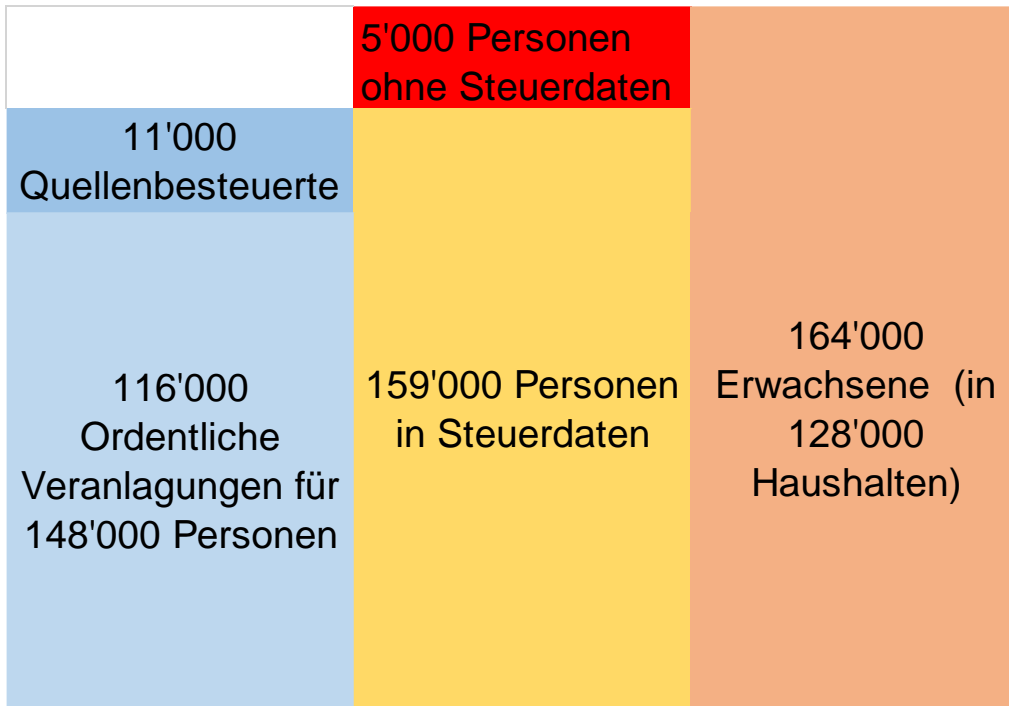 5'000 Personen
ohne Steuerdaten
11'000
Quellenbesteuerte
116'000
Ordentliche
Veranlagungen für
148'000 Personen
159'000 Personen
in Steuerdaten
164'000
Erwachsene (in
128'000
Haushalten)